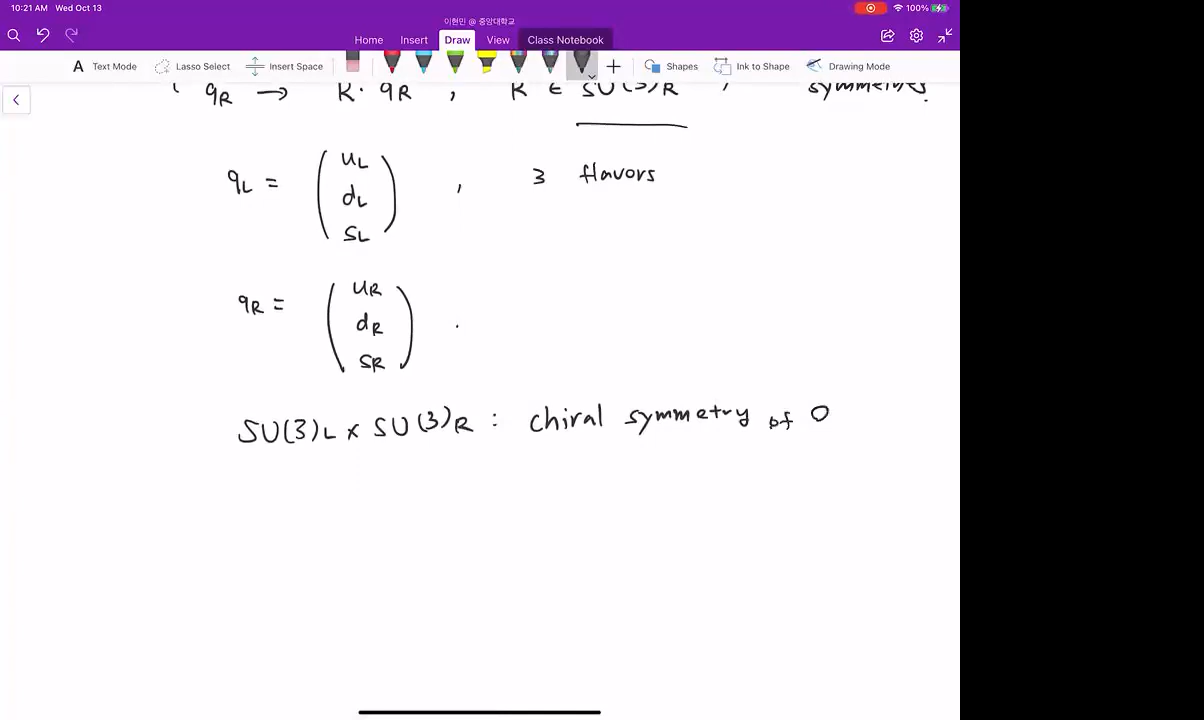 10:21 AM Wed Oct 13
100%
이현민 @ 중앙대학교
Home Insert Draw View Class Notebook
A Text Mode Lasso Select Insert Space Shapes Ink to Shape Drawing Mode
q_R → R · q_R , R ∈ SU(3)_R , symmetries.
q_L = ( u_L d_L s_L ) , 3 flavors
q_R = ( u_R d_R s_R ) .
SU(3)_L × SU(3)_R : chiral symmetry of